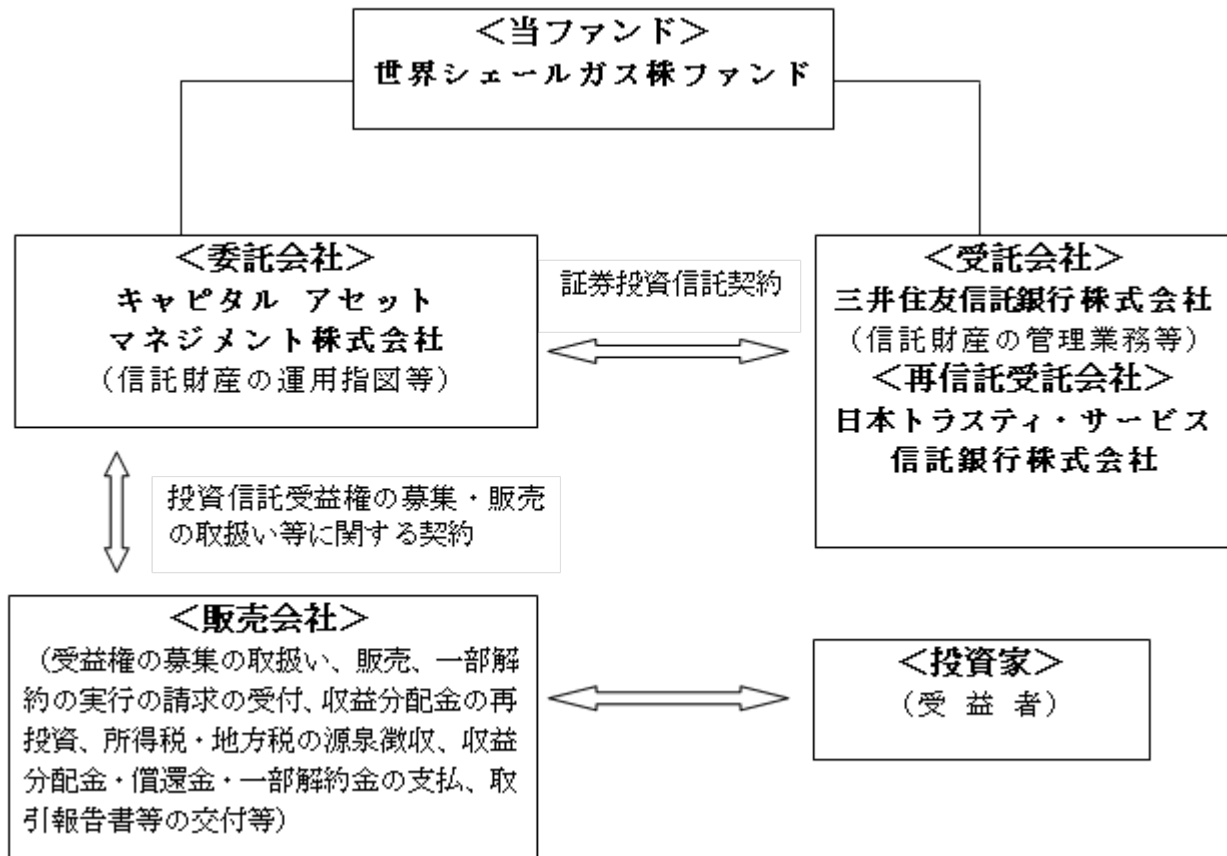 ＜当ファンド＞
世界シェールガス株ファンド
＜委託会社＞
キャピタル アセット
マネジメント株式会社
（信託財産の運用指図等）
証券投資信託契約
＜受託会社＞
三井住友信託銀行株式会社
（信託財産の管理業務等）
＜再信託受託会社＞
日本トラスティ・サービス
信託銀行株式会社
投資信託受益権の募集・販売
の取扱い等に関する契約
＜販売会社＞
（受益権の募集の取扱い、販売、一部解
約の実行の請求の受付、収益分配金の再
投資、所得税・地方税の源泉徴収、収益
分配金・償還金・一部解約金の支払、取
引報告書等の交付等）
＜投資家＞
（受 益 者）